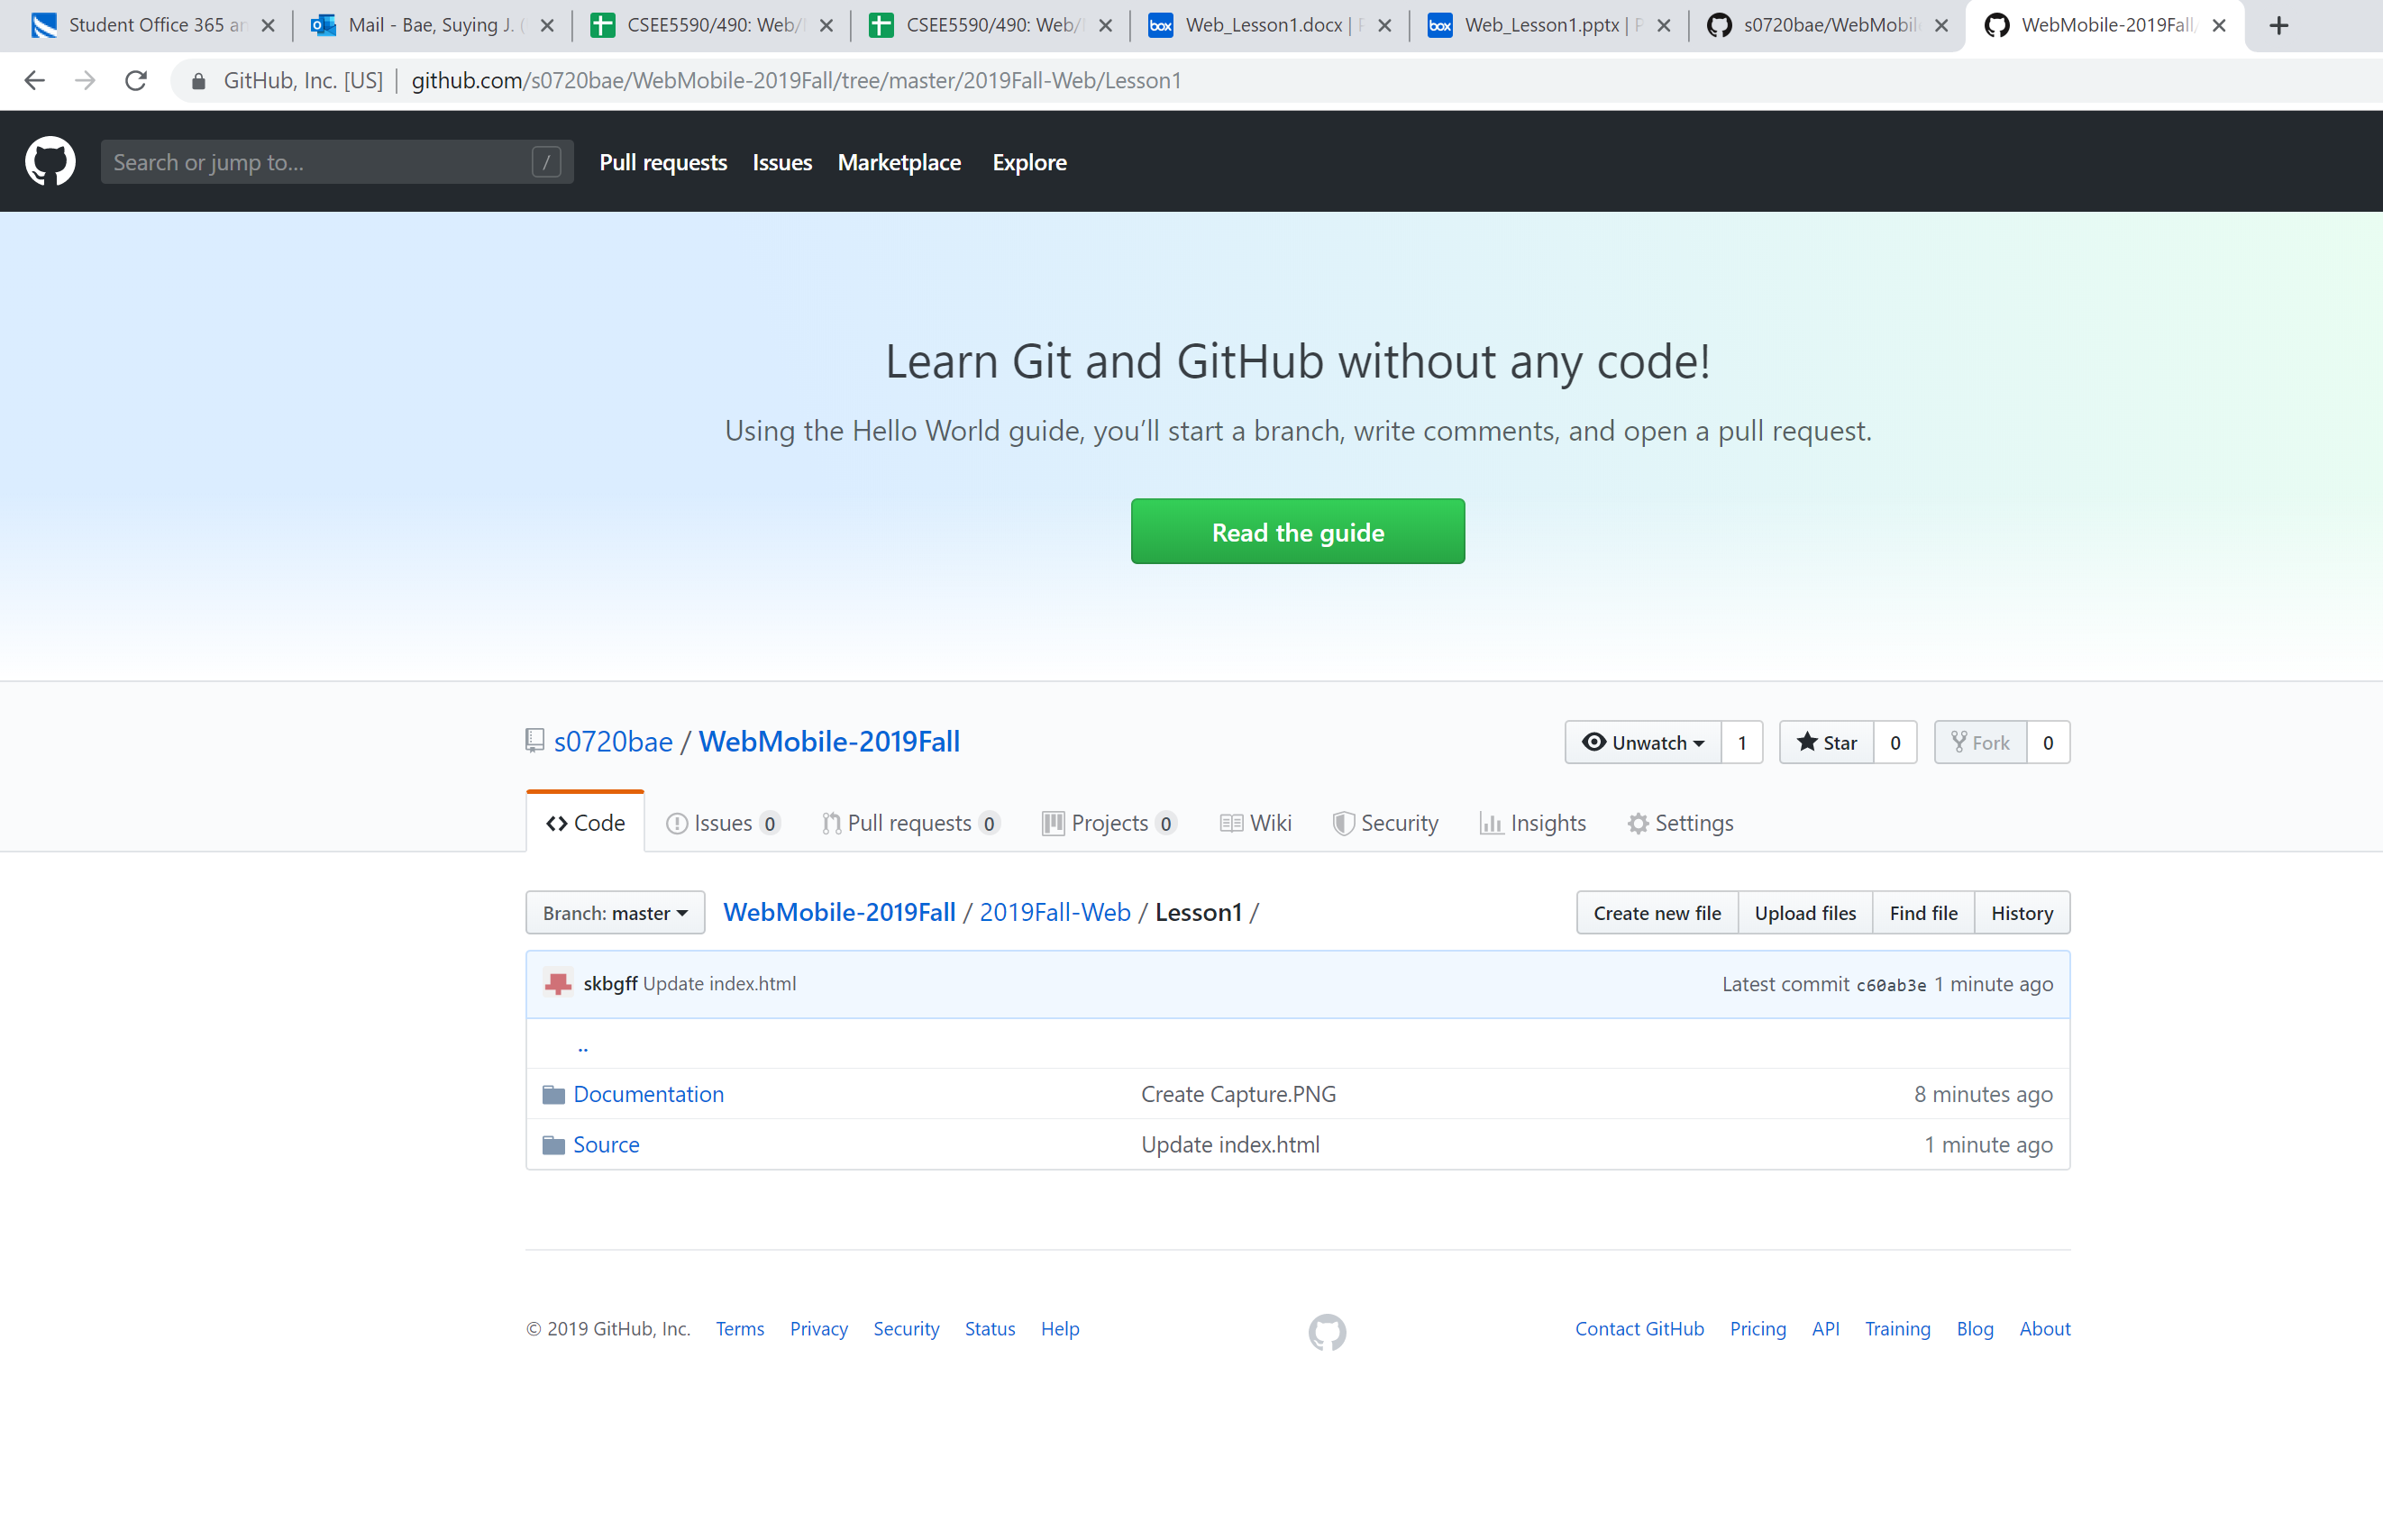 Student Office 365 an
Mail - Bae, Suying J. (
CSEE5590/490: Web/
CSEE5590/490: Web/
box Web_Lesson1.docx | P
box Web_Lesson1.pptx | P
s0720bae/WebMobile
WebMobile-2019Fall/
GitHub, Inc. [US] | github.com/s0720bae/WebMobile-2019Fall/tree/master/2019Fall-Web/Lesson1
Search or jump to... / Pull requests Issues Marketplace Explore
Learn Git and GitHub without any code!
Using the Hello World guide, you’ll start a branch, write comments, and open a pull request.
Read the guide
s0720bae / WebMobile-2019Fall
Unwatch 1 Star 0 Fork 0
Code Issues 0 Pull requests 0 Projects 0 Wiki Security Insights Settings
Branch: master WebMobile-2019Fall / 2019Fall-Web / Lesson1 / Create new file Upload files Find file History
skbgff Update index.html Latest commit c60ab3e 1 minute ago
..
Documentation Create Capture.PNG 8 minutes ago
Source Update index.html 1 minute ago
© 2019 GitHub, Inc. Terms Privacy Security Status Help Contact GitHub Pricing API Training Blog About